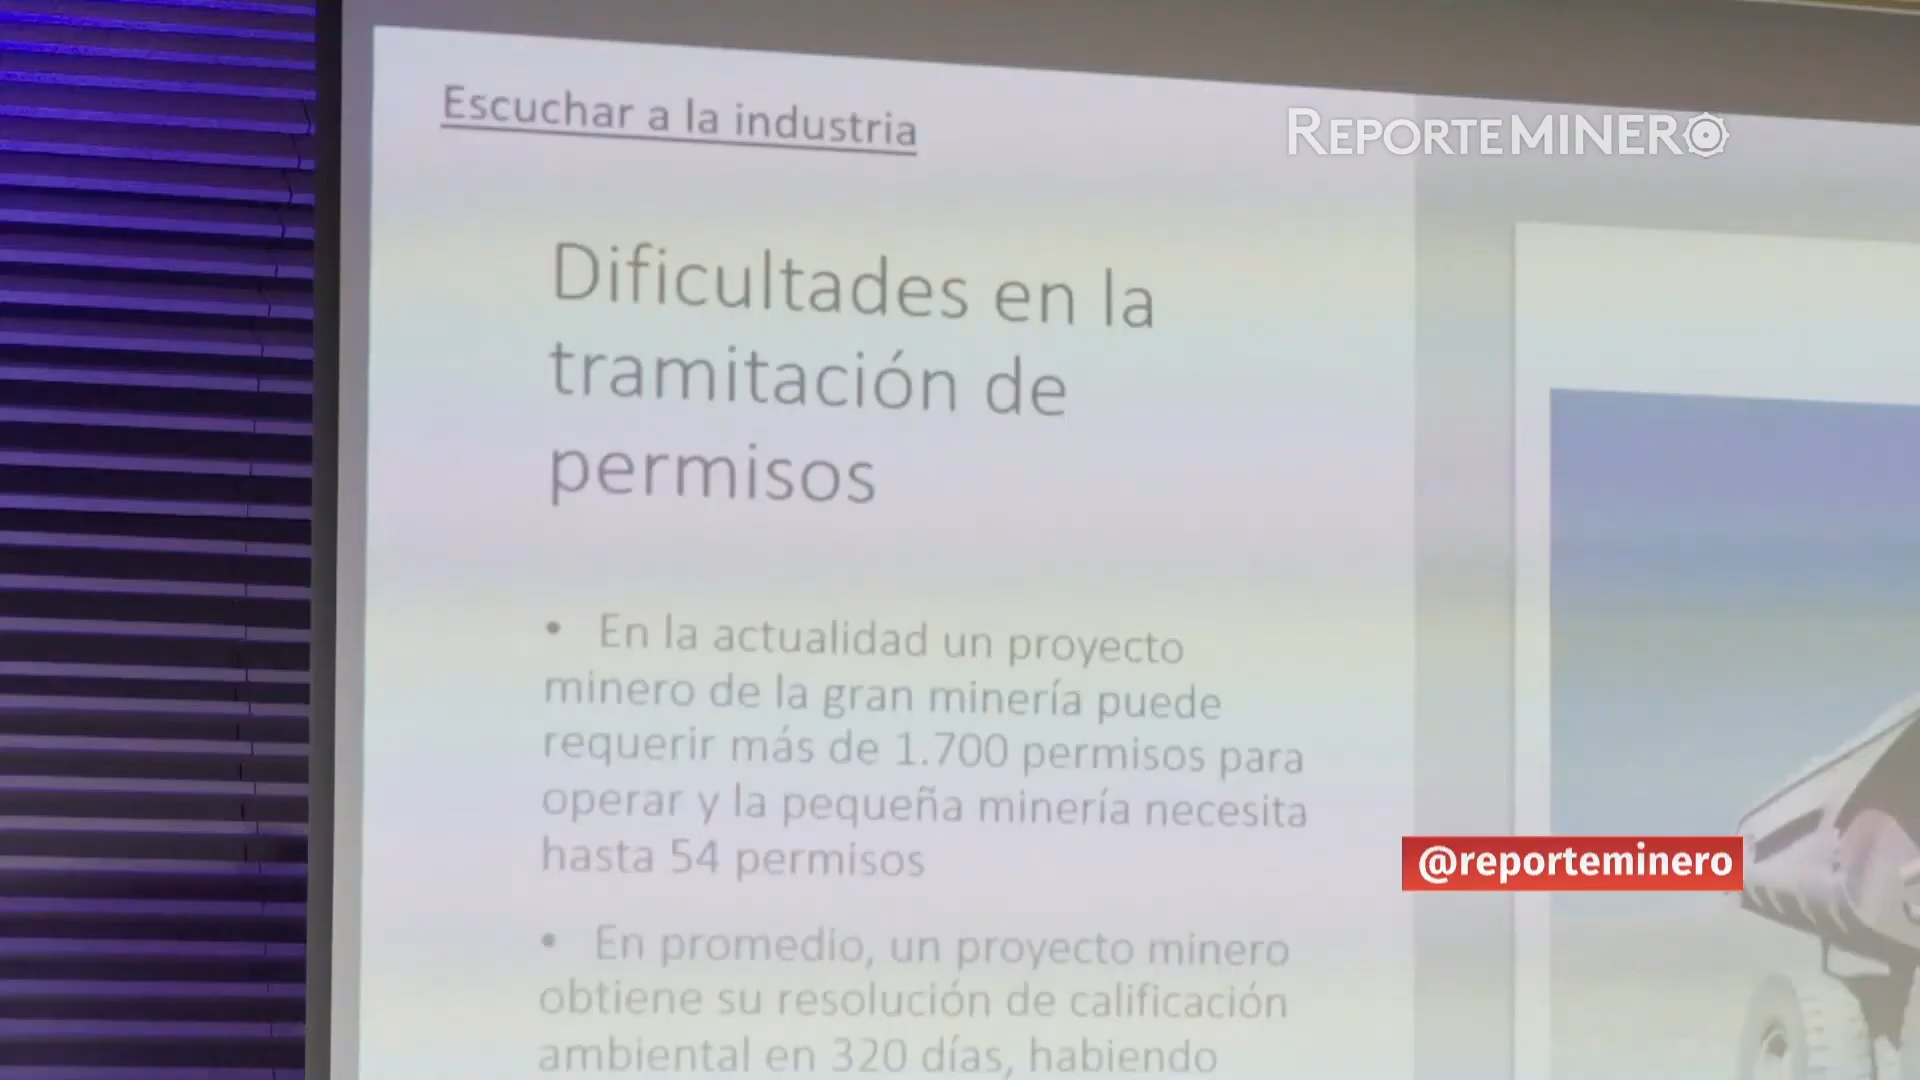 Escuchar a la industria
REPORTEMINERO
Dificultades en la
tramitación de
permisos
• En la actualidad un proyecto
minero de la gran minería puede
requerir más de 1.700 permisos para
operar y la pequeña minería necesita
hasta 54 permisos
@reporteminero
• En promedio, un proyecto minero
obtiene su resolución de calificación
ambiental en 320 días, habiendo